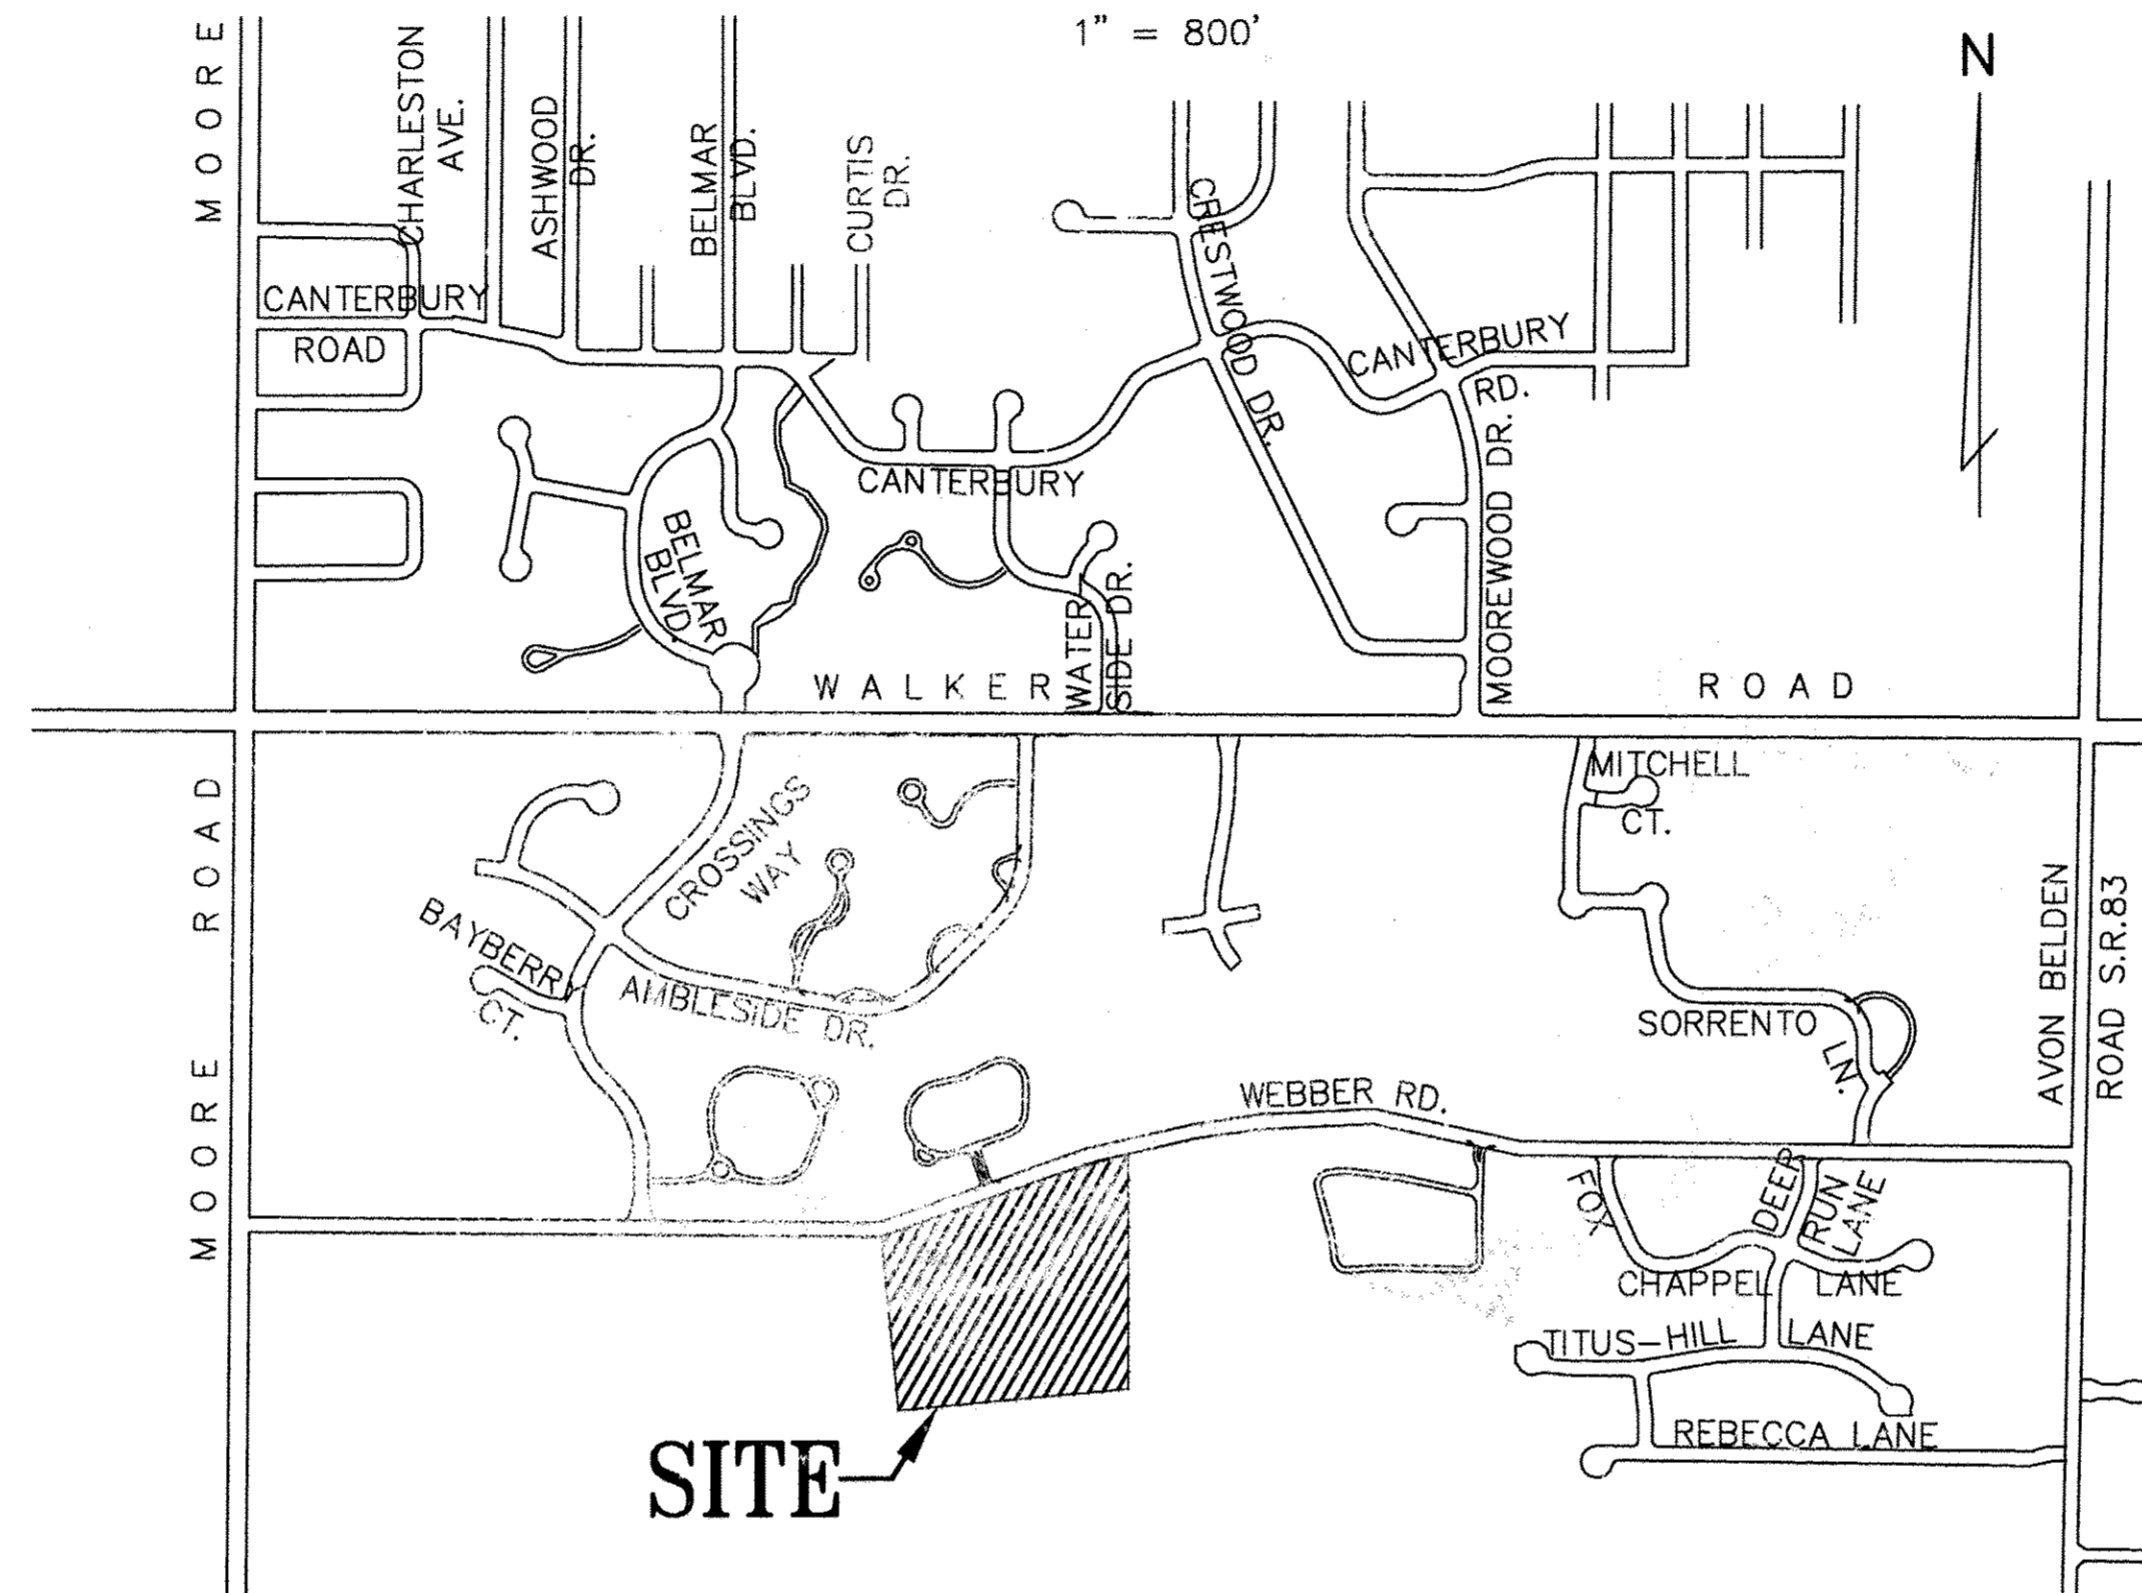 1" = 800'
N
MOORE
CHARLESTON
AVE.
ASHWOOD
DR.
BELMAR
BLVD.
CURTIS
DR.
CRESTWOOD DR.
CANTERBURY
ROAD
CANTERBURY
RD.
CANTERBURY
MOOREWOOD DR.
BELMAR
BLVD.
WATER
SIDE DR.
WALKER ROAD
MITCHELL
CT.
MOORE ROAD
CROSSINGS
WAY
BAYBERR
CT.
AMBLESIDE DR.
SORRENTO
LN.
AVON BELDEN
ROAD S.R.83
WEBBER RD.
FOX
DEEP
RUN
LANE
CHAPPEL LANE
TITUS-HILL LANE
REBECCA LANE
SITE